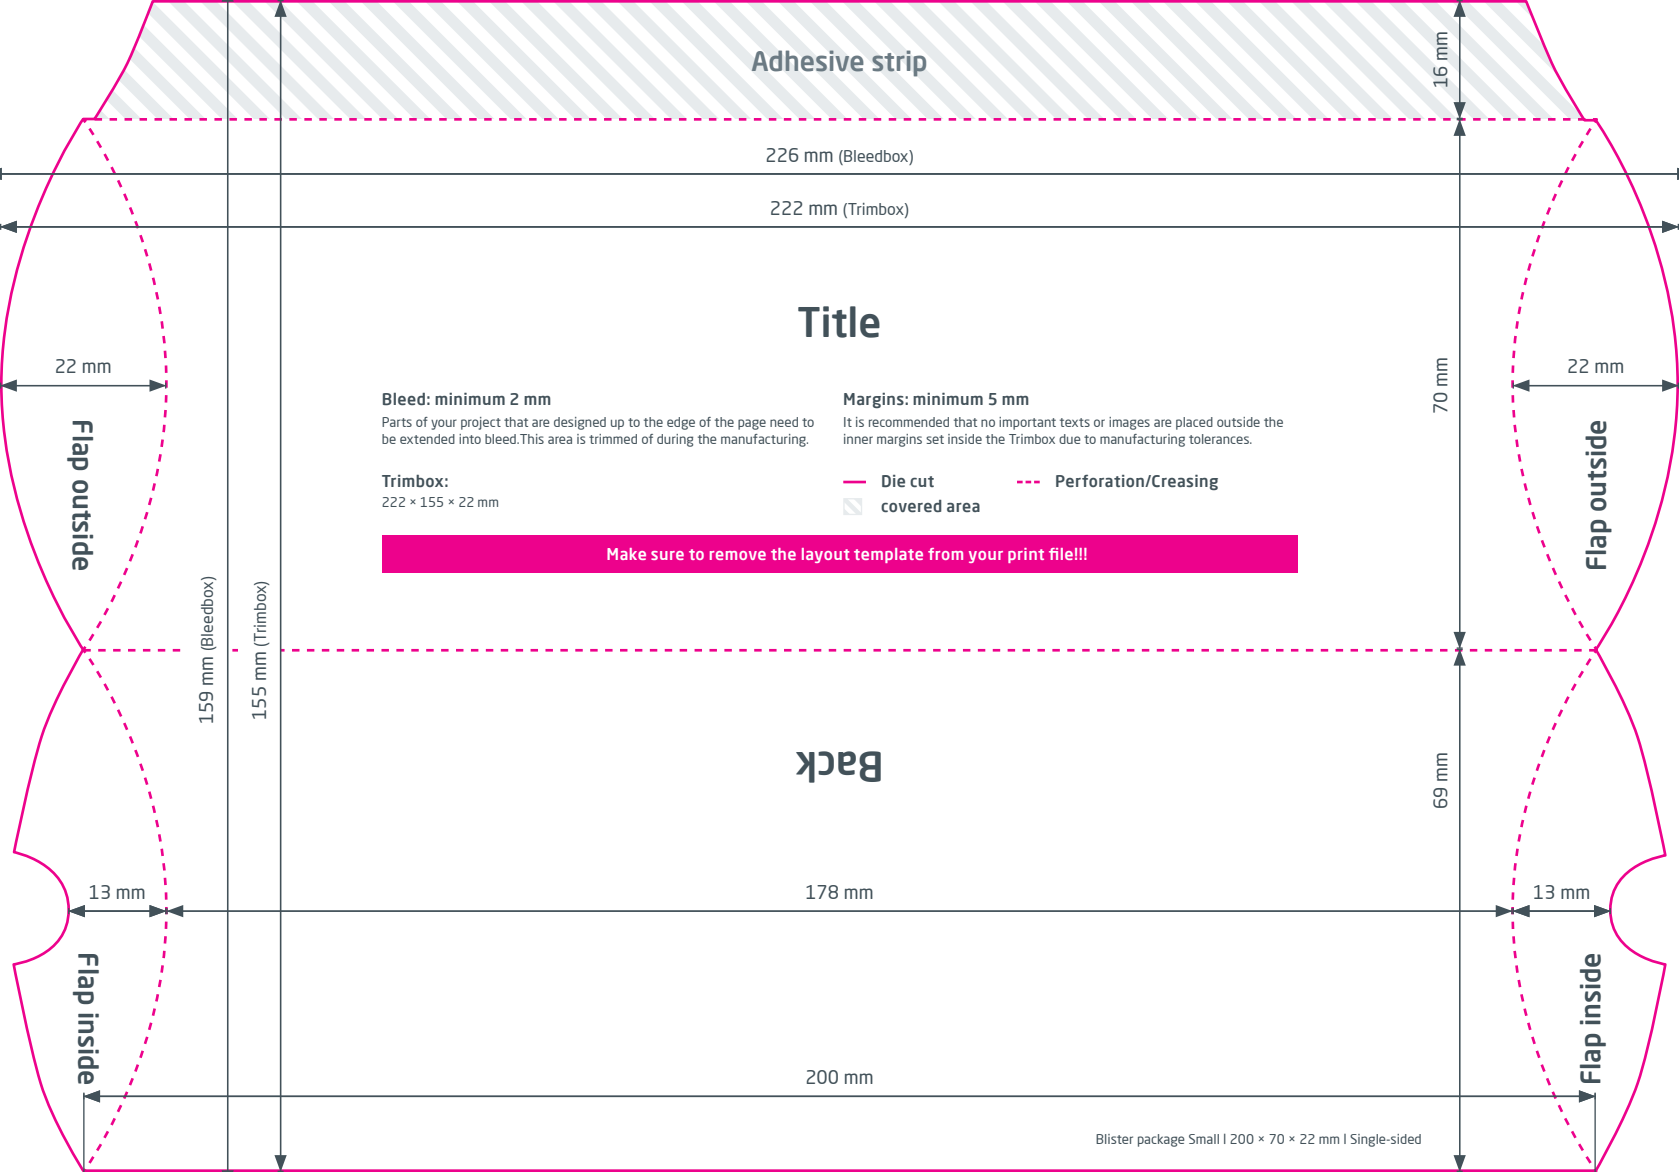 Adhesive strip
16 mm
226 mm (Bleedbox)
222 mm (Trimbox)
Title
22 mm
22 mm
70 mm
Bleed: minimum 2 mm
Parts of your project that are designed up to the edge of the page need to
be extended into bleed.This area is trimmed of during the manufacturing.
Margins: minimum 5 mm
It is recommended that no important texts or images are placed outside the
inner margins set inside the Trimbox due to manufacturing tolerances.
Flap outside
Flap outside
Trimbox:
222 × 155 × 22 mm
Die cut
Perforation/Creasing
covered area
Make sure to remove the layout template from your print file!!!
159 mm (Bleedbox)
155 mm (Trimbox)
Back
69 mm
13 mm
178 mm
13 mm
Flap inside
Flap inside
200 mm
Blister package Small I 200 × 70 × 22 mm I Single-sided